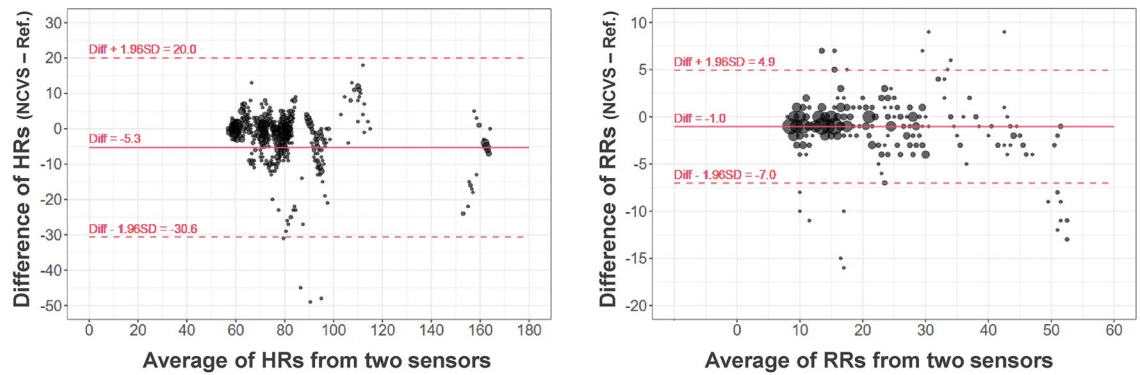 Difference of HRs (NCVS – Ref.)
30
20
10
0
-10
-20
-30
-40
-50
Diff + 1.96SD = 20.0
Diff = -5.3
Diff - 1.96SD = -30.6
0 20 40 60 80 100 120 140 160 180
Average of HRs from two sensors
Difference of RRs (NCVS – Ref.)
10
5
0
-5
-10
-15
-20
Diff + 1.96SD = 4.9
Diff = -1.0
Diff - 1.96SD = -7.0
0 10 20 30 40 50 60
Average of RRs from two sensors